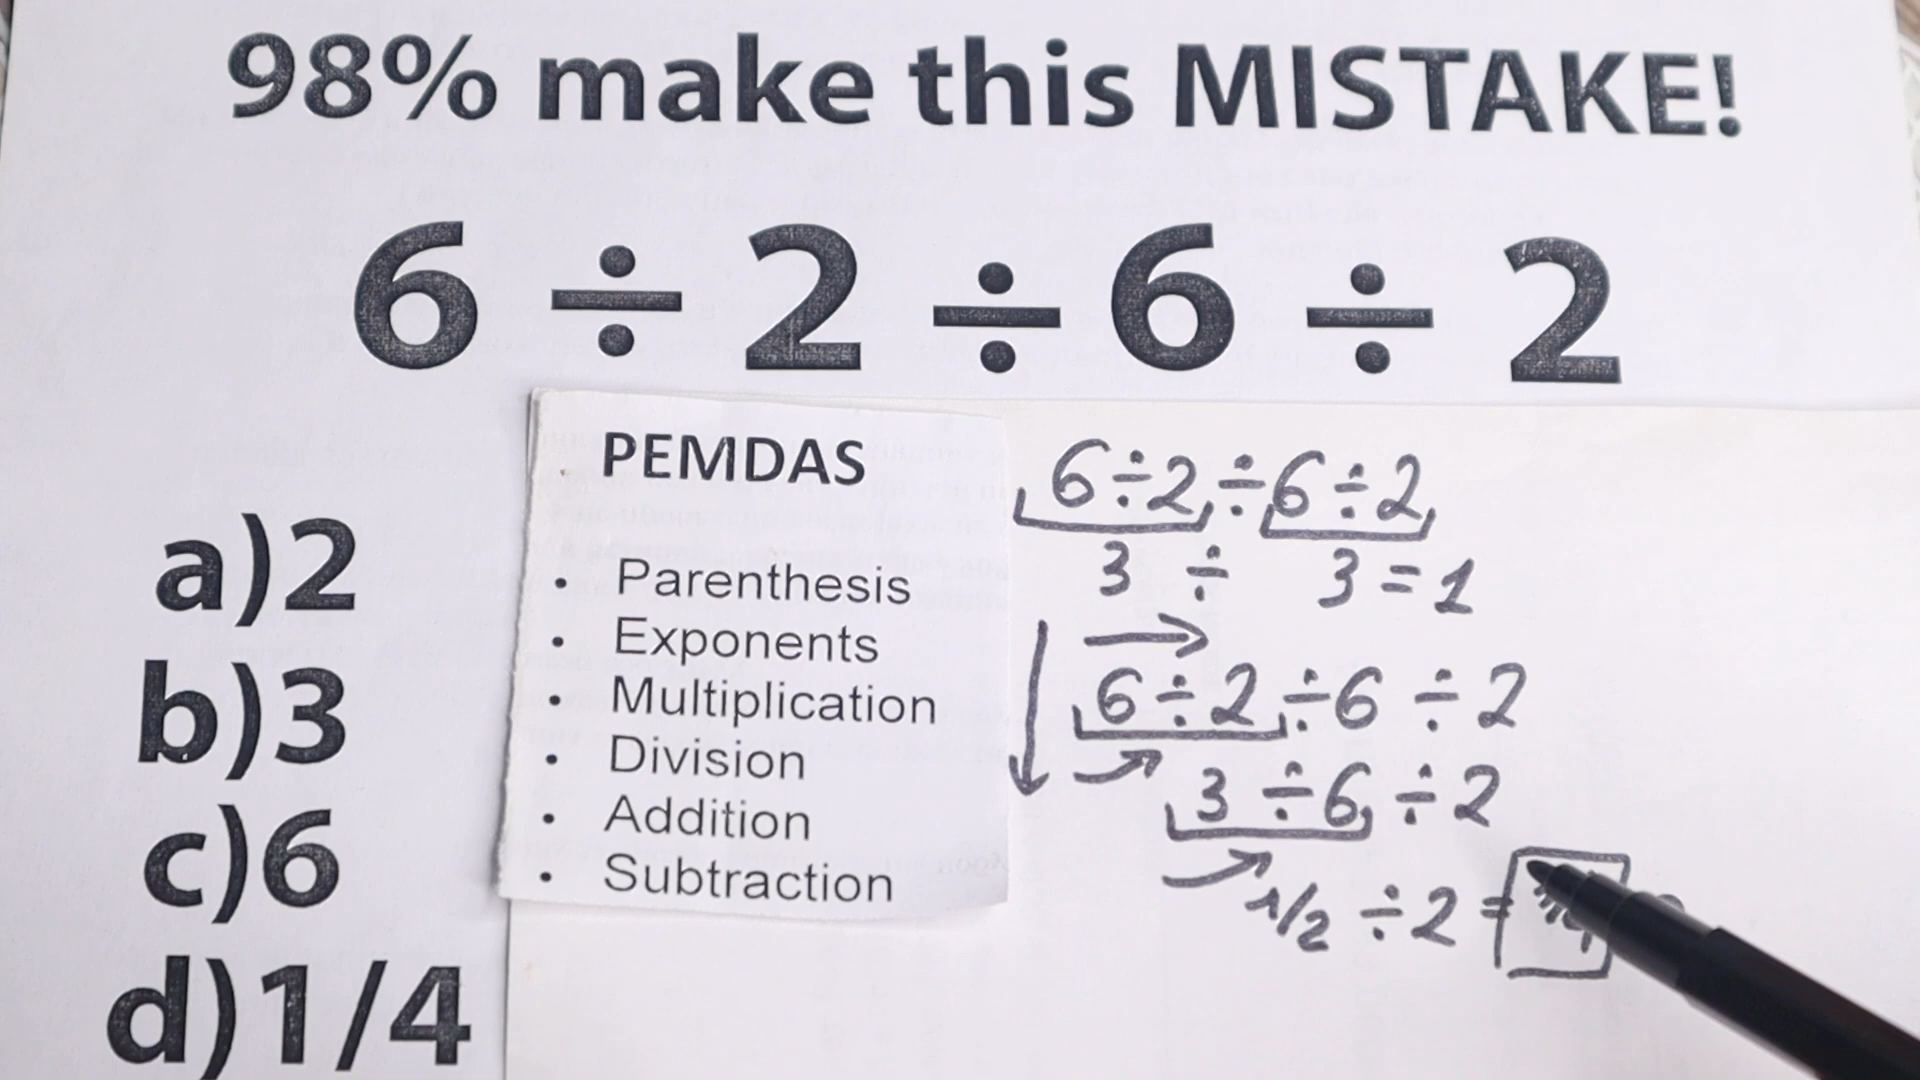 98% make this MISTAKE!
6 ÷ 2 ÷ 6 ÷ 2
a)2
b)3
c)6
d)1/4
PEMDAS
• Parenthesis
• Exponents
• Multiplication
• Division
• Addition
• Subtraction
6÷2÷6÷2
3 ÷ 3 = 1
6÷2÷6÷2
3÷6÷2
1/2 ÷2 =